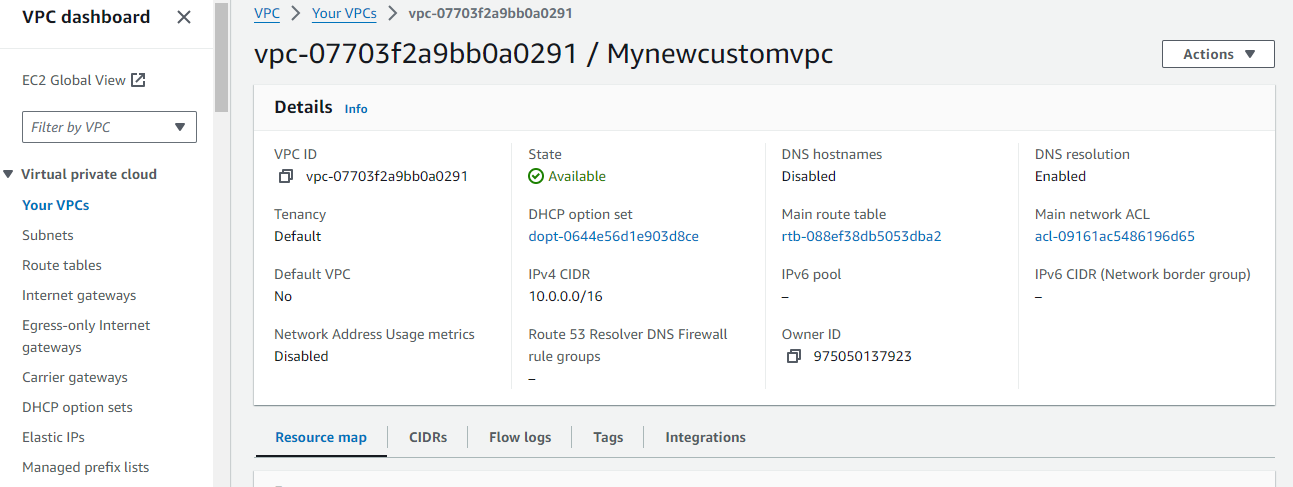 VPC dashboard
EC2 Global View
Filter by VPC
Virtual private cloud
Your VPCs
Subnets
Route tables
Internet gateways
Egress-only Internet
gateways
Carrier gateways
DHCP option sets
Elastic IPs
Managed prefix lists
VPC > Your VPCs > vpc-07703f2a9bb0a0291
vpc-07703f2a9bb0a0291 / Mynewcustomvpc
Actions
Details Info
VPC ID
vpc-07703f2a9bb0a0291
State
Available
DNS hostnames
Disabled
DNS resolution
Enabled
Tenancy
Default
DHCP option set
dopt-0644e56d1e903d8ce
Main route table
rtb-088ef38db5053dba2
Main network ACL
acl-09161ac5486196d65
Default VPC
No
IPv4 CIDR
10.0.0.0/16
IPv6 pool
–
IPv6 CIDR (Network border group)
–
Network Address Usage metrics
Disabled
Route 53 Resolver DNS Firewall
rule groups
–
Owner ID
975050137923
Resource map CIDRs Flow logs Tags Integrations